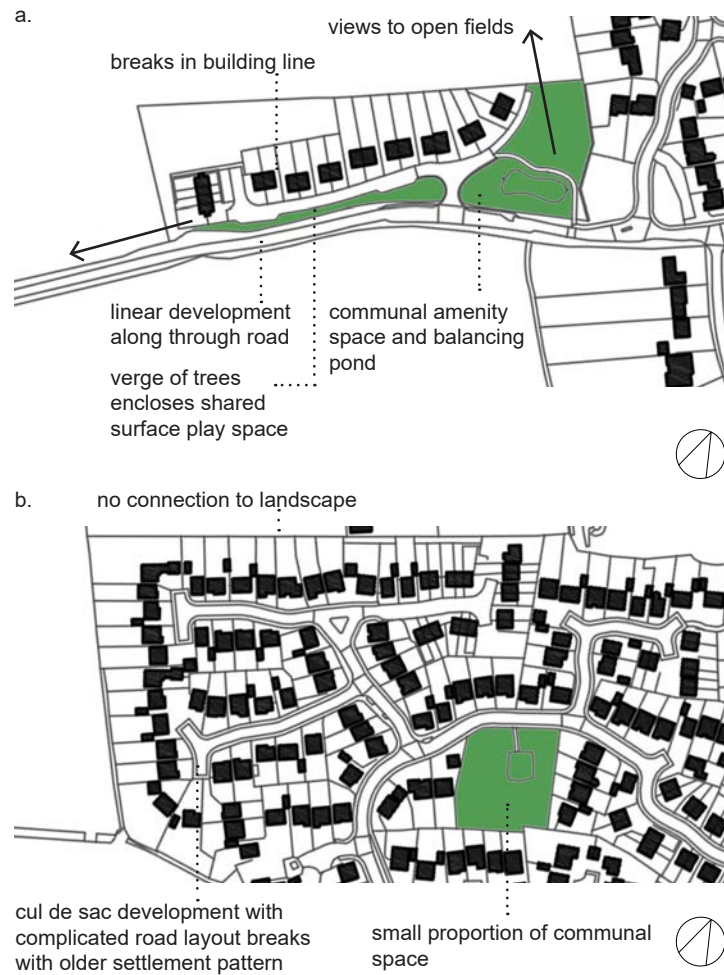 a.
views to open fields
breaks in building line
linear development
along through road
communal amenity
space and balancing
pond
verge of trees
encloses shared
surface play space
b.
no connection to landscape
cul de sac development with
complicated road layout breaks
with older settlement pattern
small proportion of communal
space